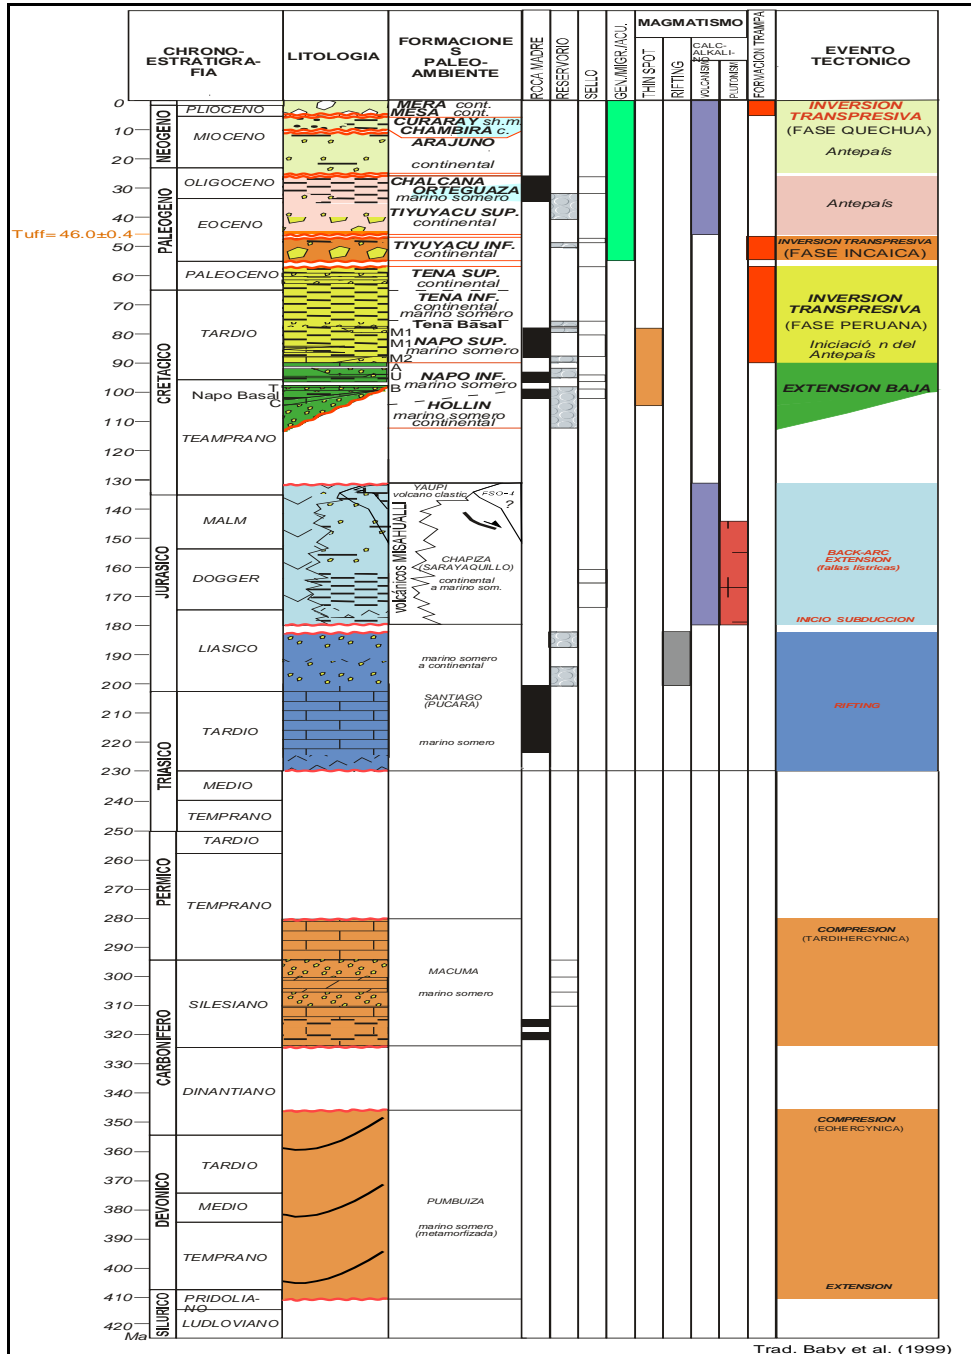 CHRONO-
ESTRATIGRA-
FIA
LITOLOGIA
FORMACIONE
S
PALEO-
AMBIENTE
ROCA MADRE
RESERVORIO
SELLO
GEN./MIGR./ACU.
MAGMATISMO
THIN SPOT
RIFTING
CALC-
ALKALI-
NO
VOLCANISMO
PLUTONISM
FORMACION TRAMPA
EVENTO
TECTONICO
0
10
20
30
40
Tuff=46.0±0.4
50
60
70
80
90
100
110
120
130
140
150
160
170
180
190
200
210
220
230
240
250
260
270
280
290
300
310
320
330
340
350
360
370
380
390
400
410
420
Ma
NEOGENO
PALEOGENO
CRETACICO
JURASICO
TRIASICO
PERMICO
CARBONIFERO
DEVONICO
SILURICO
PLIOCENO
MIOCENO
OLIGOCENO
EOCENO
PALEOCENO
TARDIO
Napo Basal
TEAMPRANO
MALM
DOGGER
LIASICO
TARDIO
MEDIO
TEMPRANO
TARDIO
TEMPRANO
SILESIANO
DINANTIANO
TARDIO
MEDIO
TEMPRANO
PRIDOLIA-
NO
LUDLOVIANO
T
C
M1
M1
M2
A
U
B
MERA cont.
MESA cont.
CURARAY sh.m.
CHAMBIRA c.
ARAJUNO
continental
CHALCANA
ORTEGUAZA
marino somero
TIYUYACU SUP.
continental
TIYUYACU INF.
continental
TENA SUP.
continental
TENA INF.
continental
marino somero
Tena Basal
NAPO SUP.
marino somero
NAPO INF.
marino somero
HOLLIN
marino somero
continental
YAUPI
volcano clastic
FSO-1
?
volcánicos MISAHUALLI
CHAPIZA
(SARAYAQUILLO)
continental
a marino som.
marino somero
a continental
SANTIAGO
(PUCARA)
marino somero
MACUMA
marino somero
PUMBUIZA
marino somero
(metamorfizada)
INVERSION
TRANSPRESIVA
(FASE QUECHUA)
Antepaís
Antepaís
INVERSION TRANSPRESIVA
(FASE INCAICA)
INVERSION
TRANSPRESIVA
(FASE PERUANA)
Iniciació n del
Antepaís
EXTENSION BAJA
BACK-ARC
EXTENSION
(fallas lístricas)
INICIO SUBDUCCION
RIFTING
COMPRESION
(TARDIHERCYNICA)
COMPRESION
(EOHERCYNICA)
EXTENSION
Trad. Baby et al. (1999)